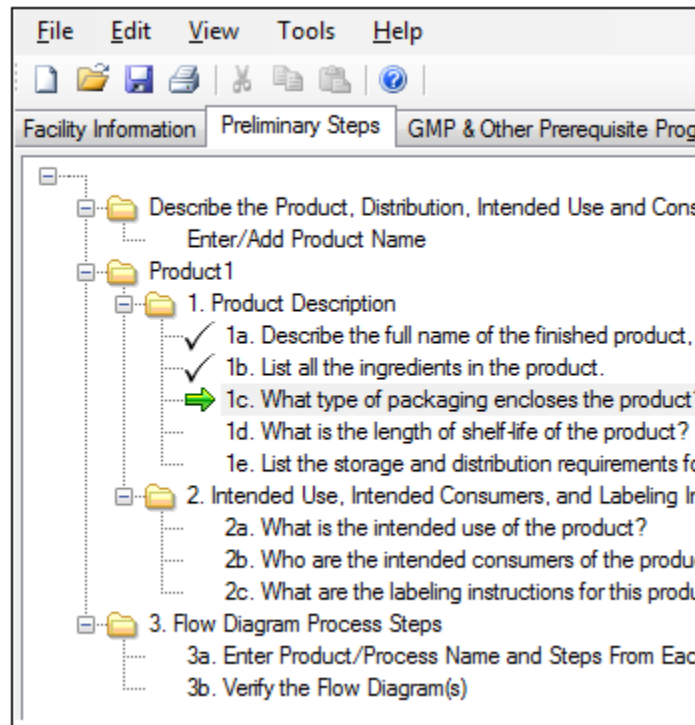 File Edit View Tools Help
Facility Information Preliminary Steps GMP & Other Prerequisite Prog
Describe the Product, Distribution, Intended Use and Cons
Enter/Add Product Name
Product1
1. Product Description
1a. Describe the full name of the finished product,
1b. List all the ingredients in the product.
1c. What type of packaging encloses the product?
1d. What is the length of shelf-life of the product?
1e. List the storage and distribution requirements fo
2. Intended Use, Intended Consumers, and Labeling In
2a. What is the intended use of the product?
2b. Who are the intended consumers of the produc
2c. What are the labeling instructions for this produ
3. Flow Diagram Process Steps
3a. Enter Product/Process Name and Steps From Eac
3b. Verify the Flow Diagram(s)